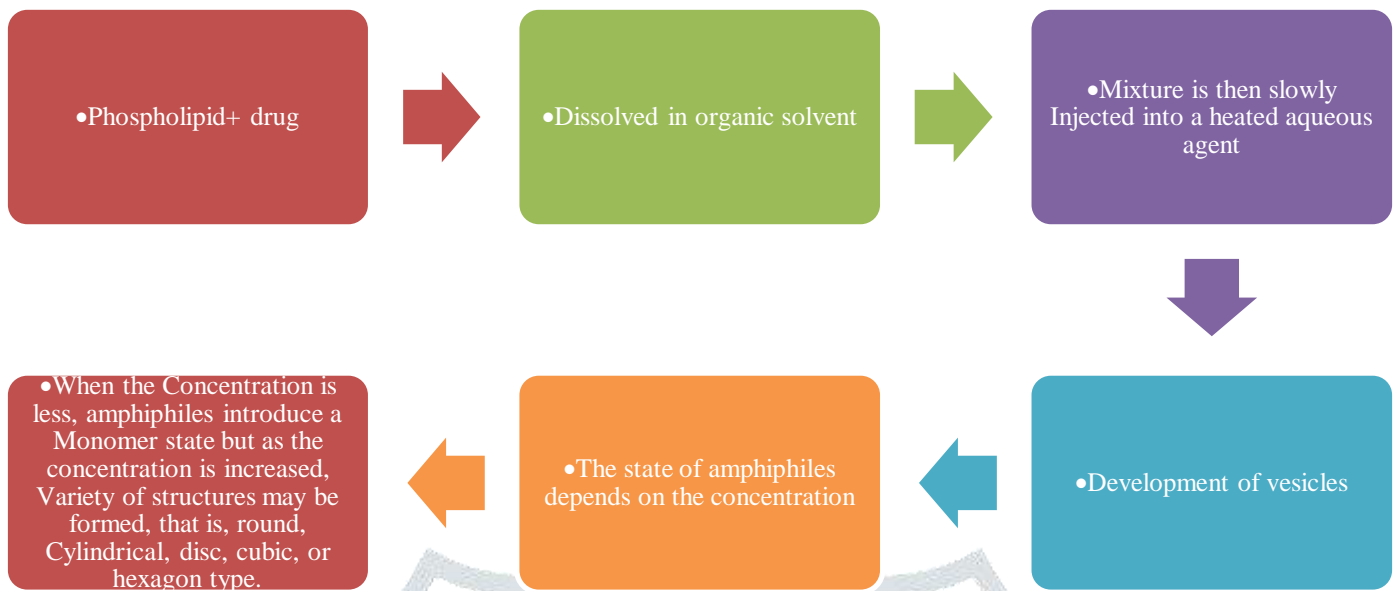 •Phospholipid+ drug
•Dissolved in organic solvent
•Mixture is then slowly
Injected into a heated aqueous
agent
•Development of vesicles
•The state of amphiphiles
depends on the concentration
•When the Concentration is
less, amphiphiles introduce a
Monomer state but as the
concentration is increased,
Variety of structures may be
formed, that is, round,
Cylindrical, disc, cubic, or
hexagon type.